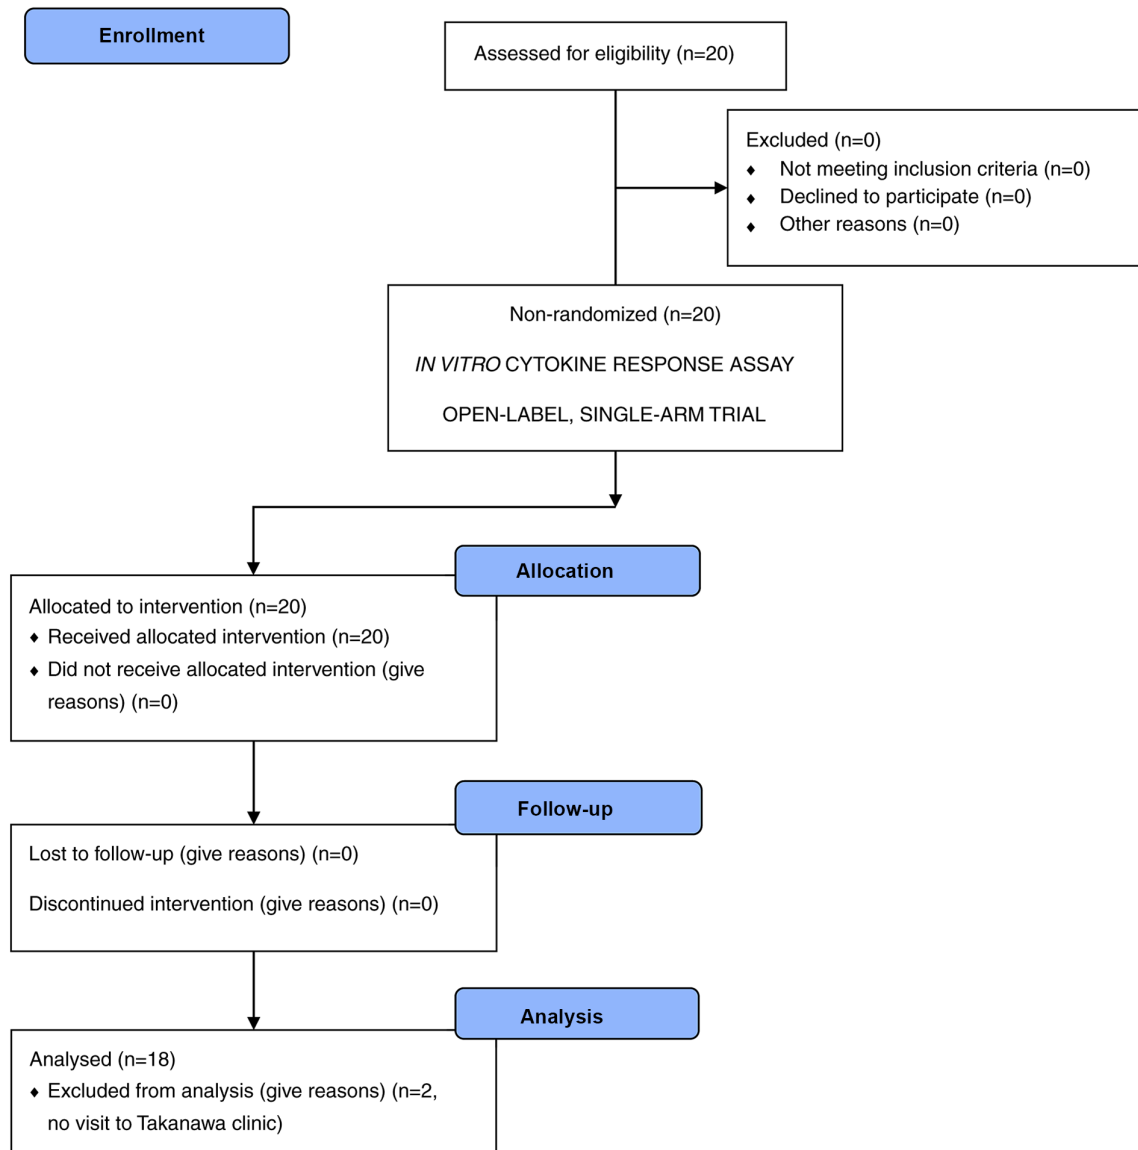 Enrollment
Assessed for eligibility (n=20)
Excluded (n=0)
♦ Not meeting inclusion criteria (n=0)
♦ Declined to participate (n=0)
♦ Other reasons (n=0)
Non-randomized (n=20)
IN VITRO CYTOKINE RESPONSE ASSAY
OPEN-LABEL, SINGLE-ARM TRIAL
Allocation
Allocated to intervention (n=20)
♦ Received allocated intervention (n=20)
♦ Did not receive allocated intervention (give
reasons) (n=0)
Follow-up
Lost to follow-up (give reasons) (n=0)
Discontinued intervention (give reasons) (n=0)
Analysis
Analysed (n=18)
♦ Excluded from analysis (give reasons) (n=2,
no visit to Takanawa clinic)